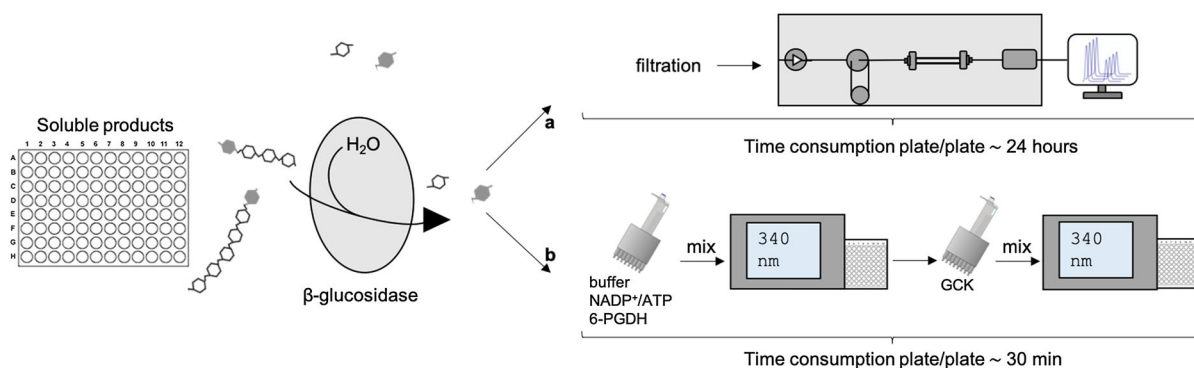 Soluble products
1 2 3 4 5 6 7 8 9 10 11 12
A
B
C
D
E
F
G
H
H₂O
β-glucosidase
a
b
filtration
Time consumption plate/plate ~ 24 hours
buffer
NADP⁺/ATP
6-PGDH
mix
340
nm
GCK
mix
340
nm
Time consumption plate/plate ~ 30 min